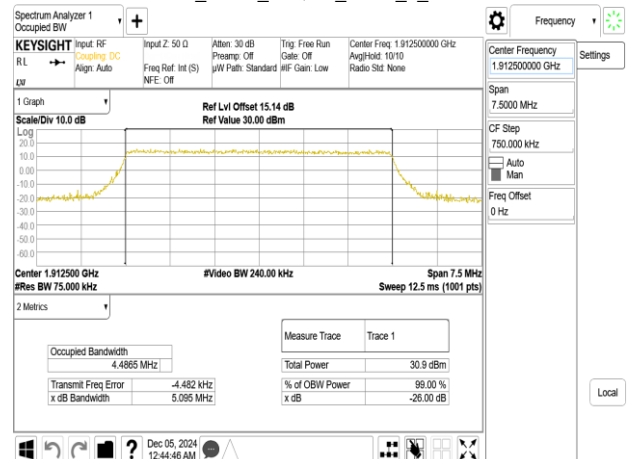 Spectrum Analyzer 1
Occupied BW
Frequency
KEYSIGHT
RL
Input: RF
Coupling: DC
Align: Auto
Input Z: 50 Ω
Freq Ref: Int (S)
NFE: Off
Atten: 30 dB
Preamp: Off
µW Path: Standard
Trig: Free Run
Gate: Off
#IF Gain: Low
Center Freq: 1.912500000 GHz
Avg|Hold: 10/10
Radio Std: None
LXI
Center Frequency
1.912500000 GHz
Settings
Span
7.5000 MHz
CF Step
750.000 kHz
Auto
Man
Freq Offset
0 Hz
Local
1 Graph
Scale/Div 10.0 dB
Ref Lvl Offset 15.14 dB
Ref Value 30.00 dBm
Log
20.0
10.0
0.00
-10.0
-20.0
-30.0
-40.0
-50.0
-60.0
Center 1.912500 GHz
#Video BW 240.00 kHz
Span 7.5 MHz
#Res BW 75.000 kHz
Sweep 12.5 ms (1001 pts)
2 Metrics
Measure Trace Trace 1
Occupied Bandwidth
4.4865 MHz
Total Power 30.9 dBm
Transmit Freq Error -4.482 kHz
% of OBW Power 99.00 %
x dB Bandwidth 5.095 MHz
x dB -26.00 dB
?
Dec 05, 2024
12:44:46 AM